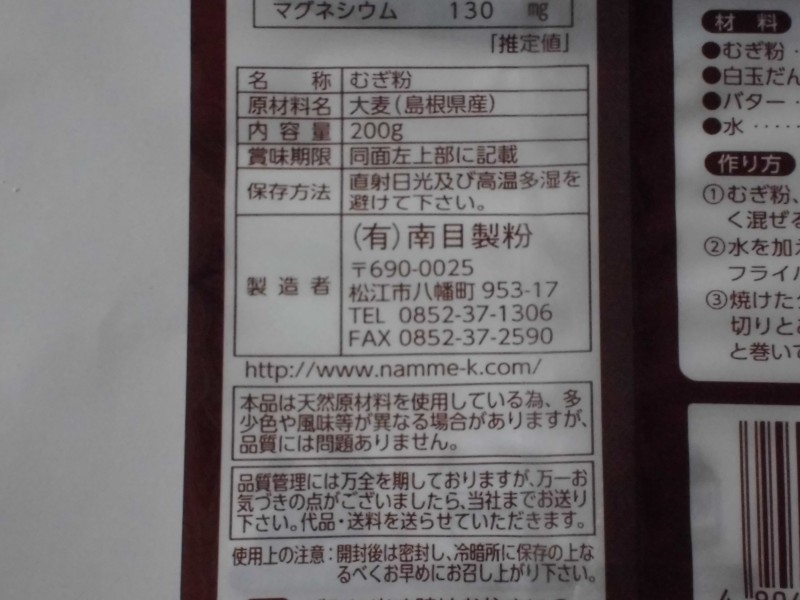 マグネシウム 130 mg
「推定値」
名称 むぎ粉
原材料名 大麦(島根県産)
内容量 200g
賞味期限 同面左上部に記載
保存方法 直射日光及び高温多湿を
避けて下さい。
製造者 (有)南目製粉
〒690-0025
松江市八幡町 953-17
TEL 0852-37-1306
FAX 0852-37-2590
http://www.namme-k.com/
本品は天然原材料を使用している為、多
少色や風味等が異なる場合がありますが、
品質には問題ありません。
品質管理には万全を期しておりますが、万一お
気づきの点がございましたら、当社までお送り
下さい。代品・送料を送らせていただきます。
使用上の注意：開封後は密封し、冷暗所に保存の上な
るべくお早めにお召し上がり下さい。
材料
●むぎ粉
●白玉だん
●バター
●水
作り方
①むぎ粉、
く混ぜる
②水を加え
フライパ
③焼けた
切りと
と巻いて